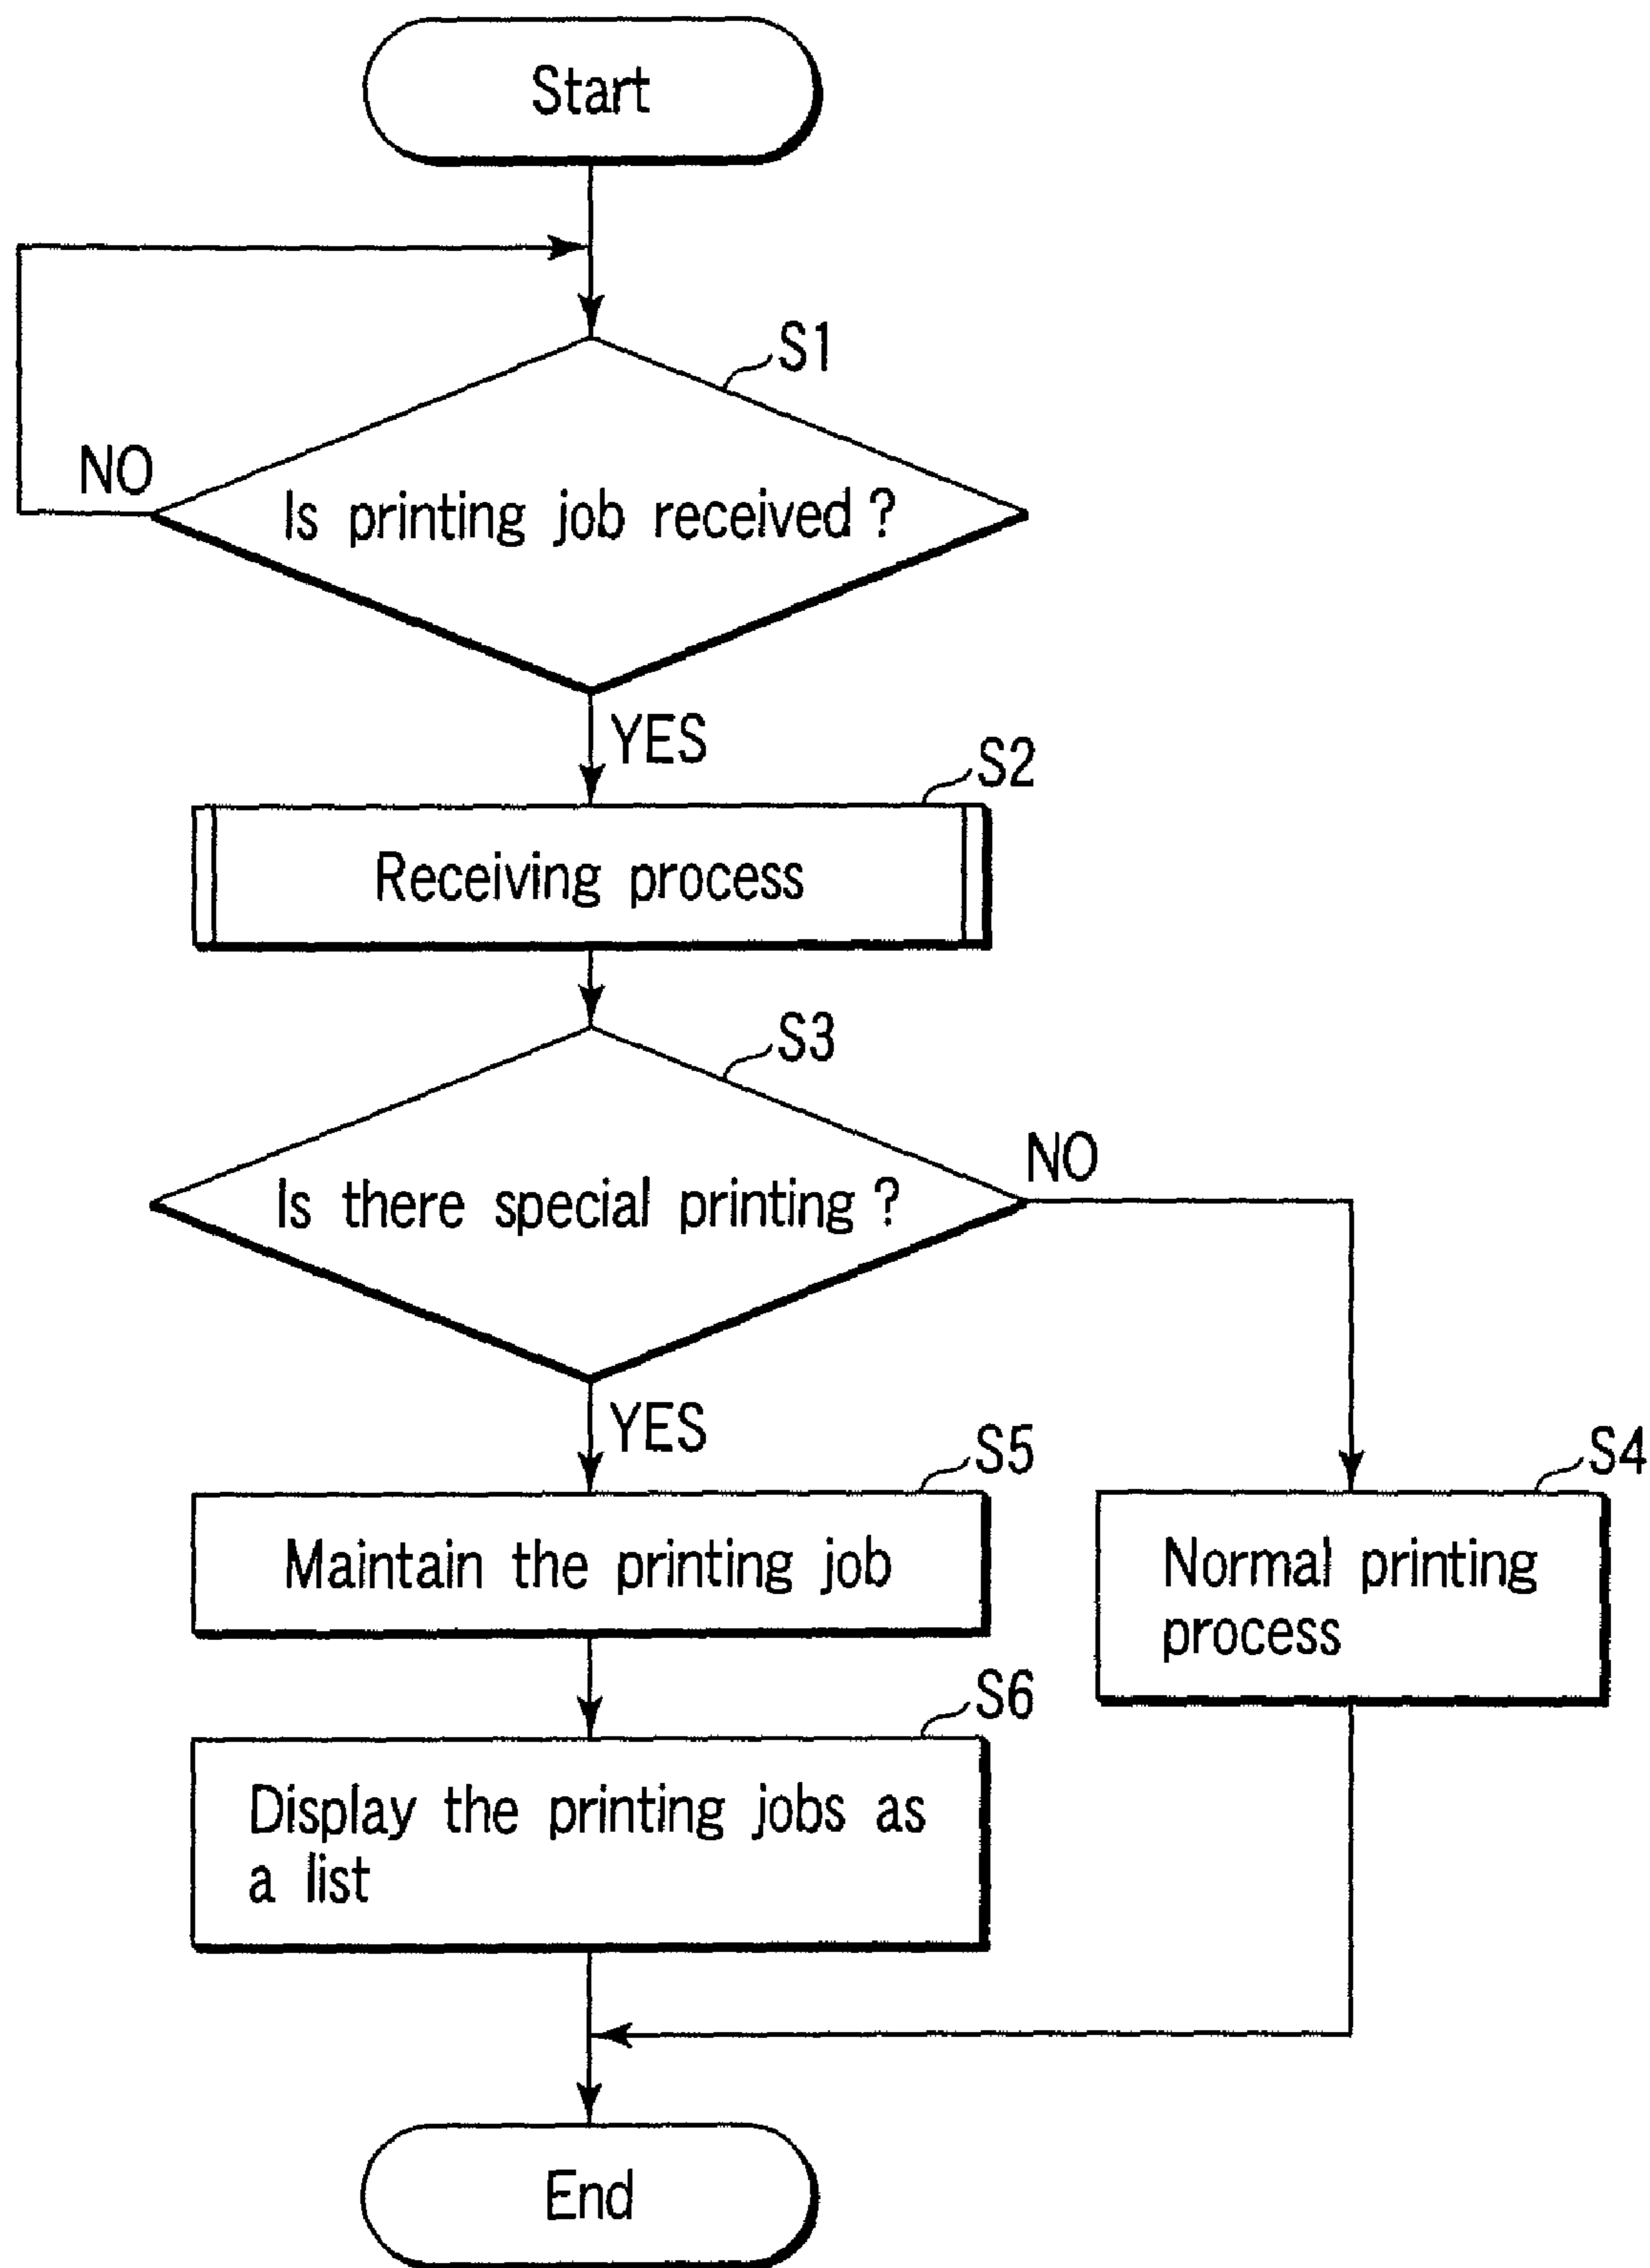 Start
S1
NO
Is printing job received ?
YES
S2
Receiving process
S3
NO
Is there special printing ?
YES
S5
S4
Maintain the printing job
Normal printing
process
S6
Display the printing jobs as
a list
End